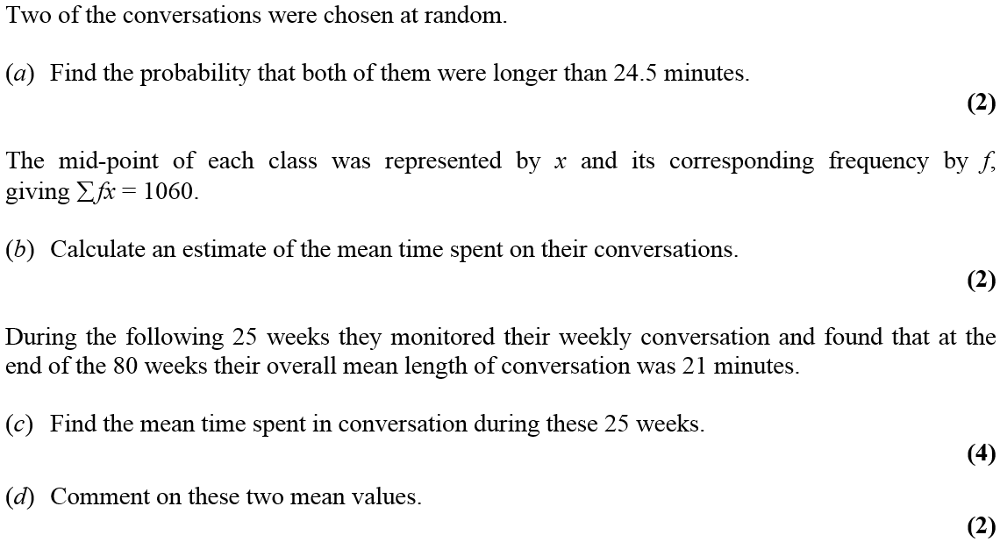 Two of the conversations were chosen at random.
(a) Find the probability that both of them were longer than 24.5 minutes.
(2)
The mid-point of each class was represented by x and its corresponding frequency by f,
giving ∑fx = 1060.
(b) Calculate an estimate of the mean time spent on their conversations.
(2)
During the following 25 weeks they monitored their weekly conversation and found that at the
end of the 80 weeks their overall mean length of conversation was 21 minutes.
(c) Find the mean time spent in conversation during these 25 weeks.
(4)
(d) Comment on these two mean values.
(2)